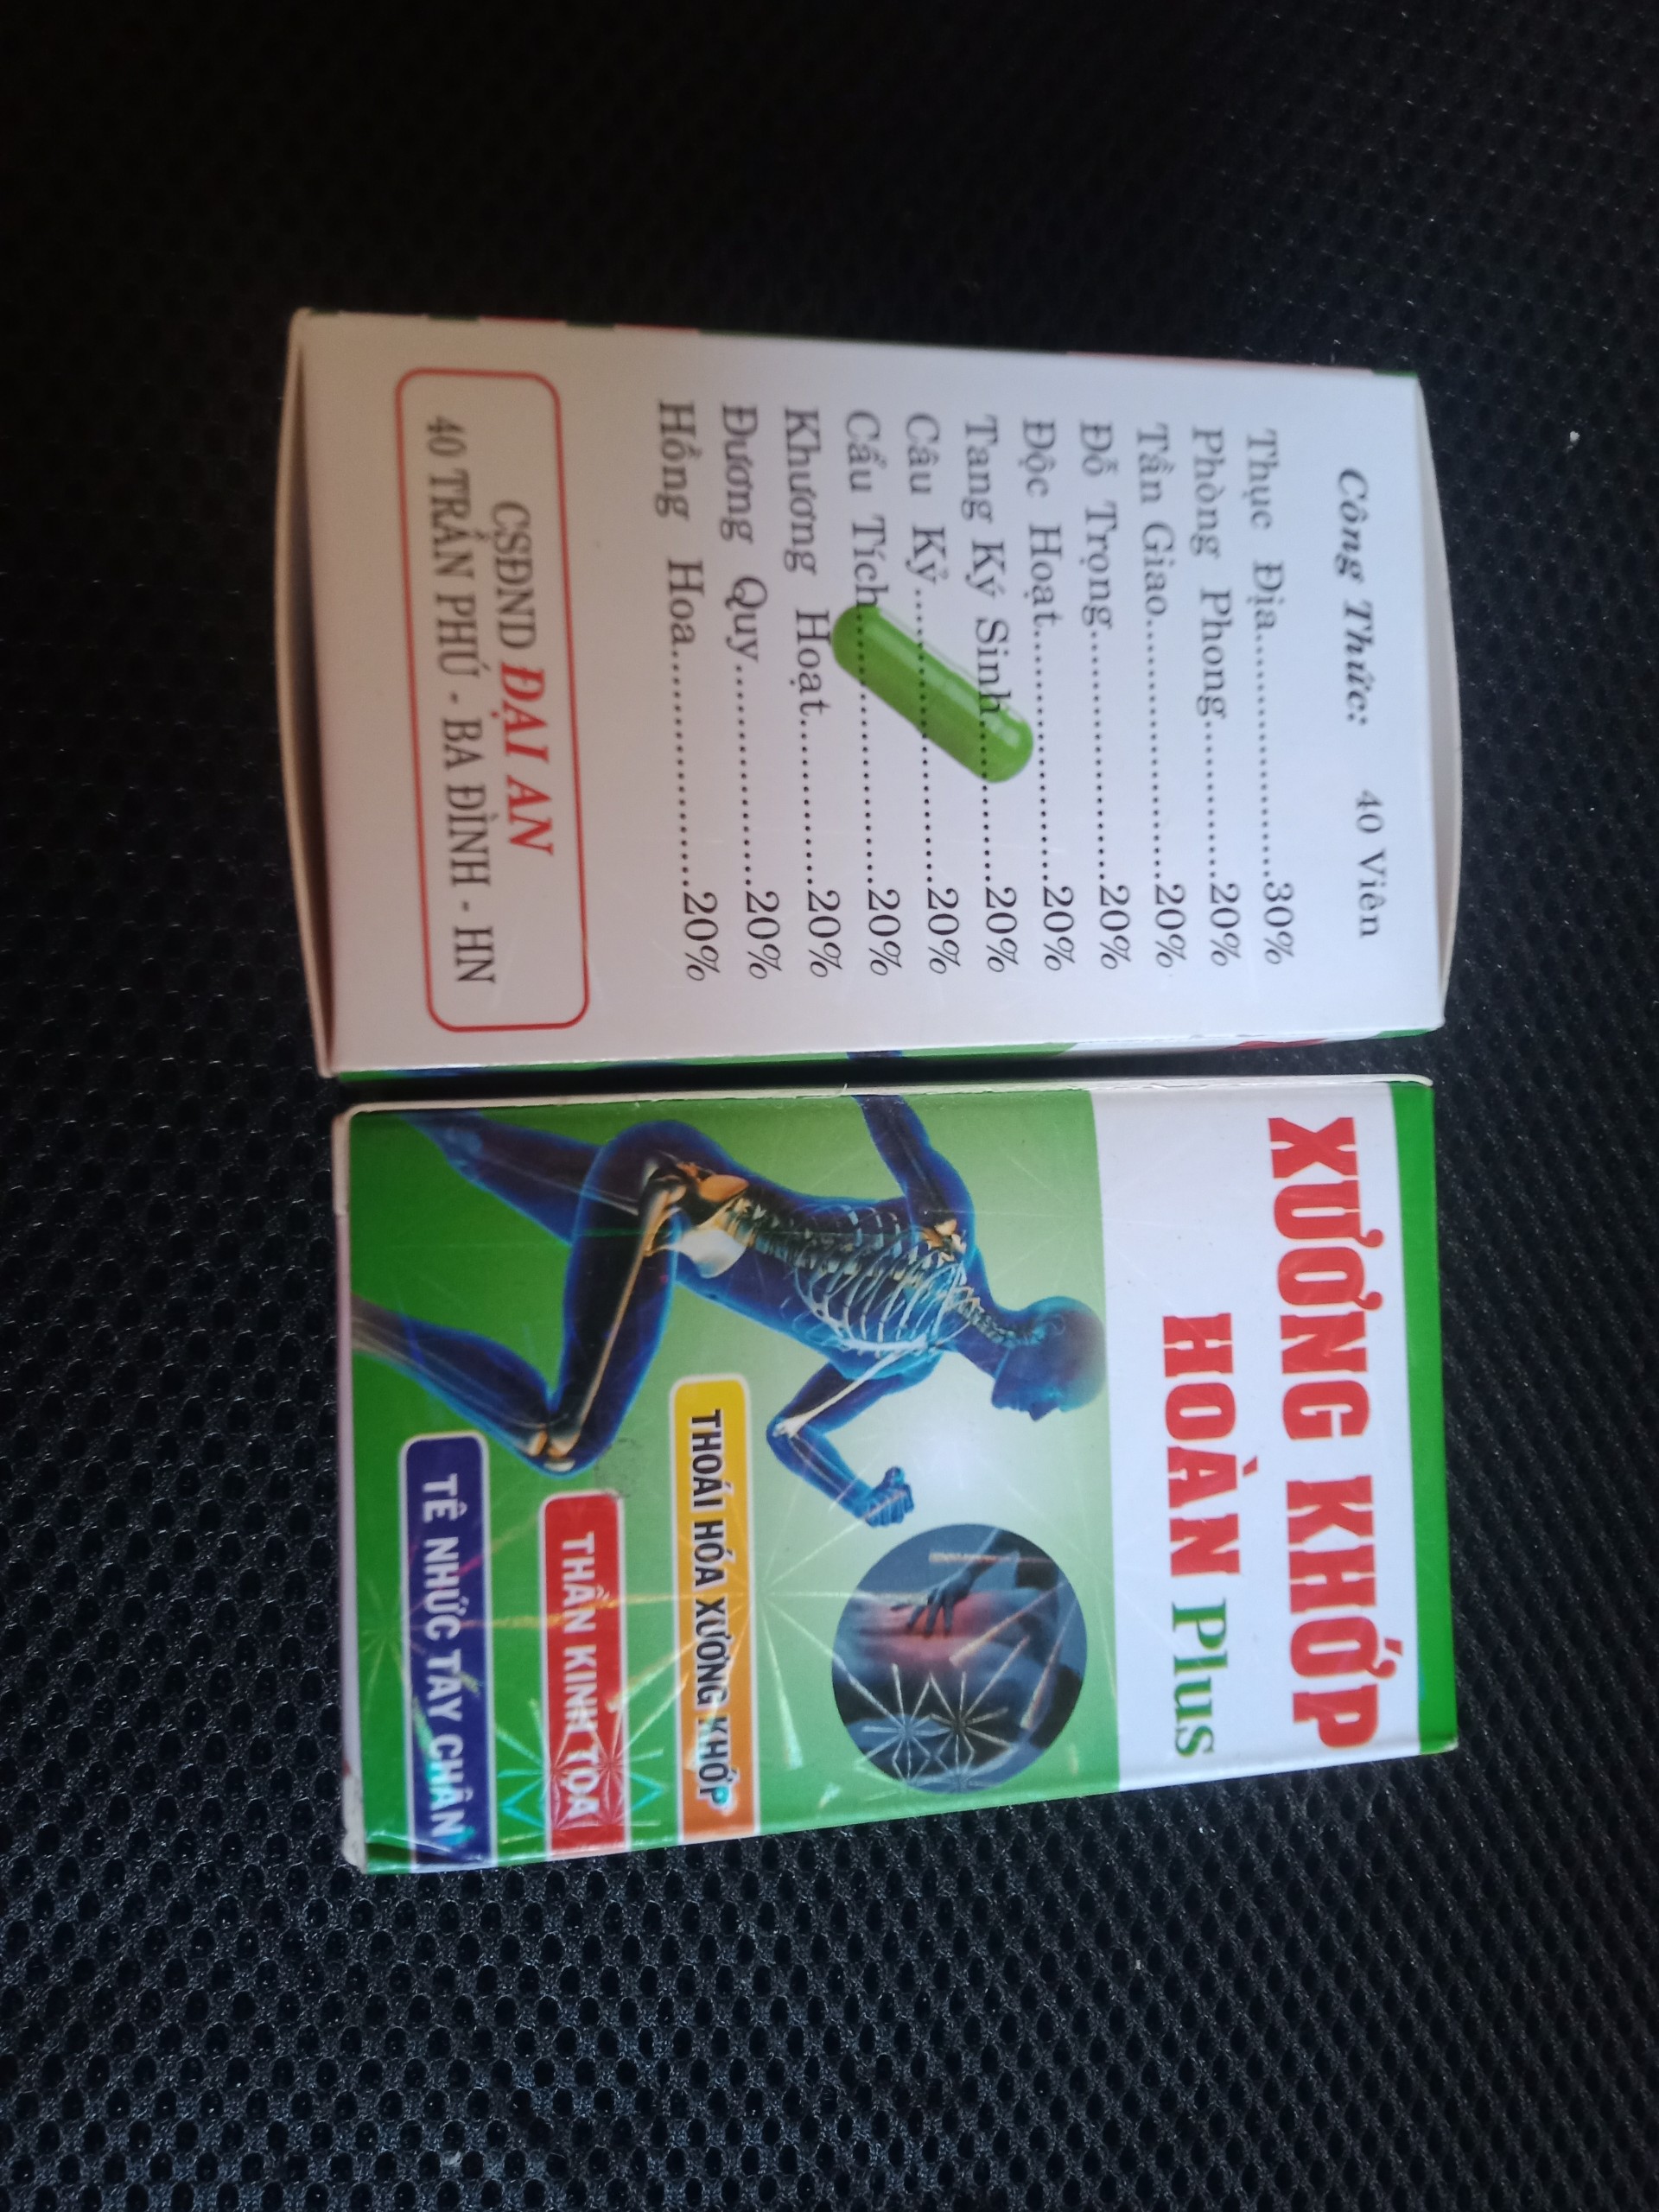 Công Thức: 40 Viên
Thục Địa....................30%
Phòng Phong.............20%
Tần Giao....................20%
Đỗ Trọng....................20%
Độc Hoạt....................20%
Tang Ký Sinh.............20%
Câu Kỷ.......................20%
Cẩu Tích....................20%
Khương Hoạt.............20%
Đương Quy................20%
Hồng Hoa..................20%
CSĐND ĐẠI AN
40 TRẦN PHÚ - BA ĐÌNH - HN
XƯƠNG KHỚP
HOÀN Plus
THOÁI HÓA XƯƠNG KHỚP
THẦN KINH TỌA
TÊ NHỨC TAY CHÂN